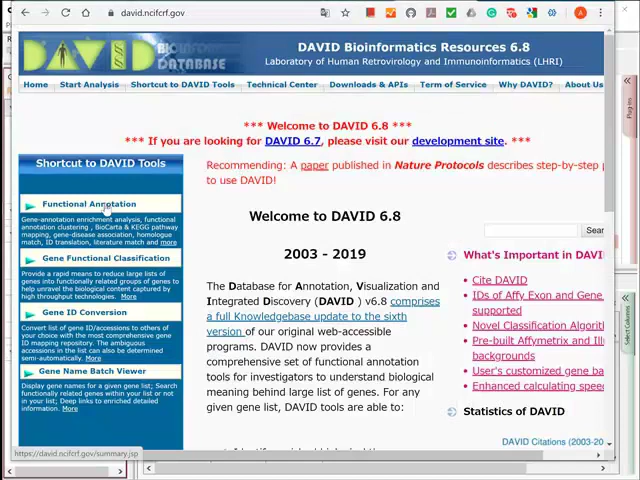 david.ncifcrf.gov
DAVID BIOINFORMATICS DATABASE
DAVID Bioinformatics Resources 6.8
Laboratory of Human Retrovirology and Immunoinformatics (LHRI)
Home Start Analysis Shortcut to DAVID Tools Technical Center Downloads & APIs Term of Service Why DAVID? About Us
*** Welcome to DAVID 6.8 ***
*** If you are looking for DAVID 6.7, please visit our development site. ***
Shortcut to DAVID Tools
Functional Annotation
Gene-annotation enrichment analysis, functional
annotation clustering , BioCarta & KEGG pathway
mapping, gene-disease association, homologue
match, ID translation, literature match and more
Gene Functional Classification
Provide a rapid means to reduce large lists of
genes into functionally related groups of genes to
help unravel the biological content captured by
high throughput technologies. More
Gene ID Conversion
Convert list of gene ID/accessions to others of
your choice with the most comprehensive gene
ID mapping repository. The ambiguous
accessions in the list can also be determined
semi-automatically. More
Gene Name Batch Viewer
Display gene names for a given gene list; Search
functionally related genes within your list or not
in your list; Deep links to enriched detailed
information. More
https://david.ncifcrf.gov/summary.jsp
Recommending: A paper published in Nature Protocols describes step-by-step p
to use DAVID!
Welcome to DAVID 6.8
2003 - 2019
The Database for Annotation, Visualization and
Integrated Discovery (DAVID ) v6.8 comprises
a full Knowledgebase update to the sixth
version of our original web-accessible
programs. DAVID now provides a
comprehensive set of functional annotation
tools for investigators to understand biological
meaning behind large list of genes. For any
given gene list, DAVID tools are able to:
Sear
What's Important in DAVID
Cite DAVID
IDs of Affy Exon and Gene
supported
Novel Classification Algorit
Pre-built Affymetrix and Ill
backgrounds
User's customized gene ba
Enhanced calculating spee
Statistics of DAVID
DAVID Citations (2003-20
Plug-ins
Select Columns